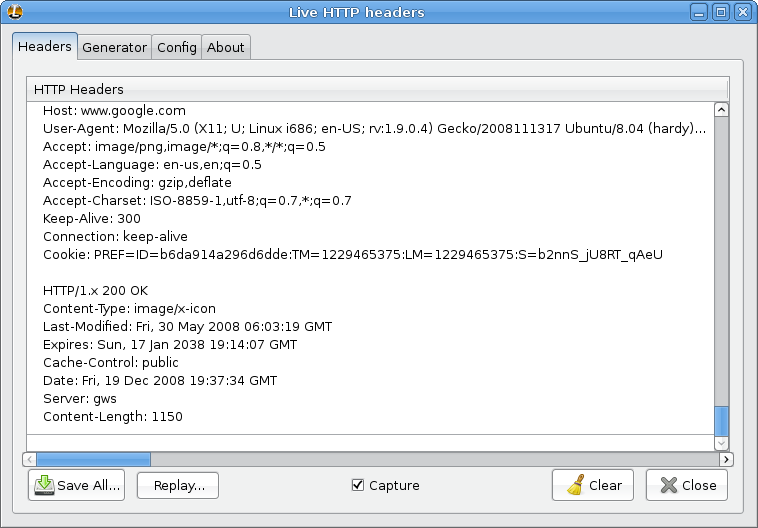 Live HTTP headers
Headers Generator Config About
HTTP Headers
Host: www.google.com
User-Agent: Mozilla/5.0 (X11; U; Linux i686; en-US; rv:1.9.0.4) Gecko/2008111317 Ubuntu/8.04 (hardy)...
Accept: image/png,image/*;q=0.8,*/*;q=0.5
Accept-Language: en-us,en;q=0.5
Accept-Encoding: gzip,deflate
Accept-Charset: ISO-8859-1,utf-8;q=0.7,*;q=0.7
Keep-Alive: 300
Connection: keep-alive
Cookie: PREF=ID=b6da914a296d6dde:TM=1229465375:LM=1229465375:S=b2nnS_jU8RT_qAeU
HTTP/1.x 200 OK
Content-Type: image/x-icon
Last-Modified: Fri, 30 May 2008 06:03:19 GMT
Expires: Sun, 17 Jan 2038 19:14:07 GMT
Cache-Control: public
Date: Fri, 19 Dec 2008 19:37:34 GMT
Server: gws
Content-Length: 1150
Save All... Replay... Capture Clear Close